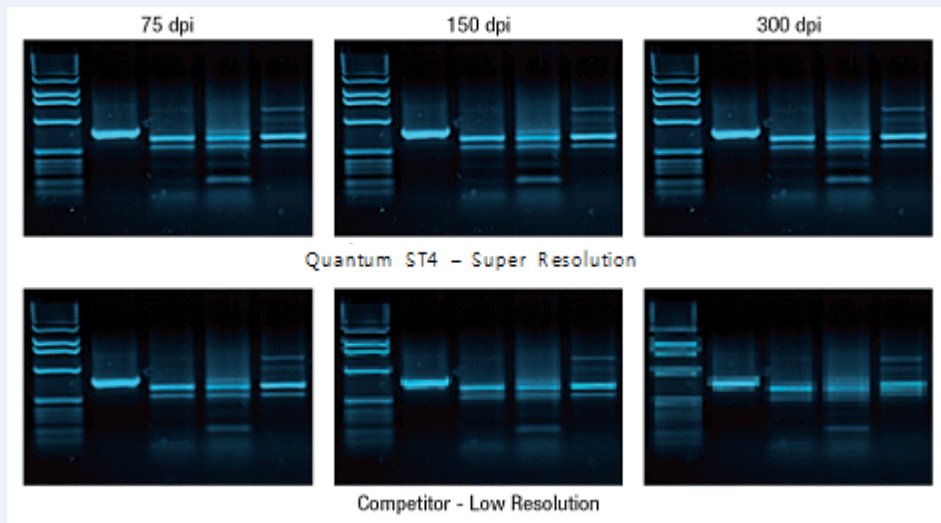 75 dpi
150 dpi
300 dpi
Quantum ST4 – Super Resolution
Competitor - Low Resolution